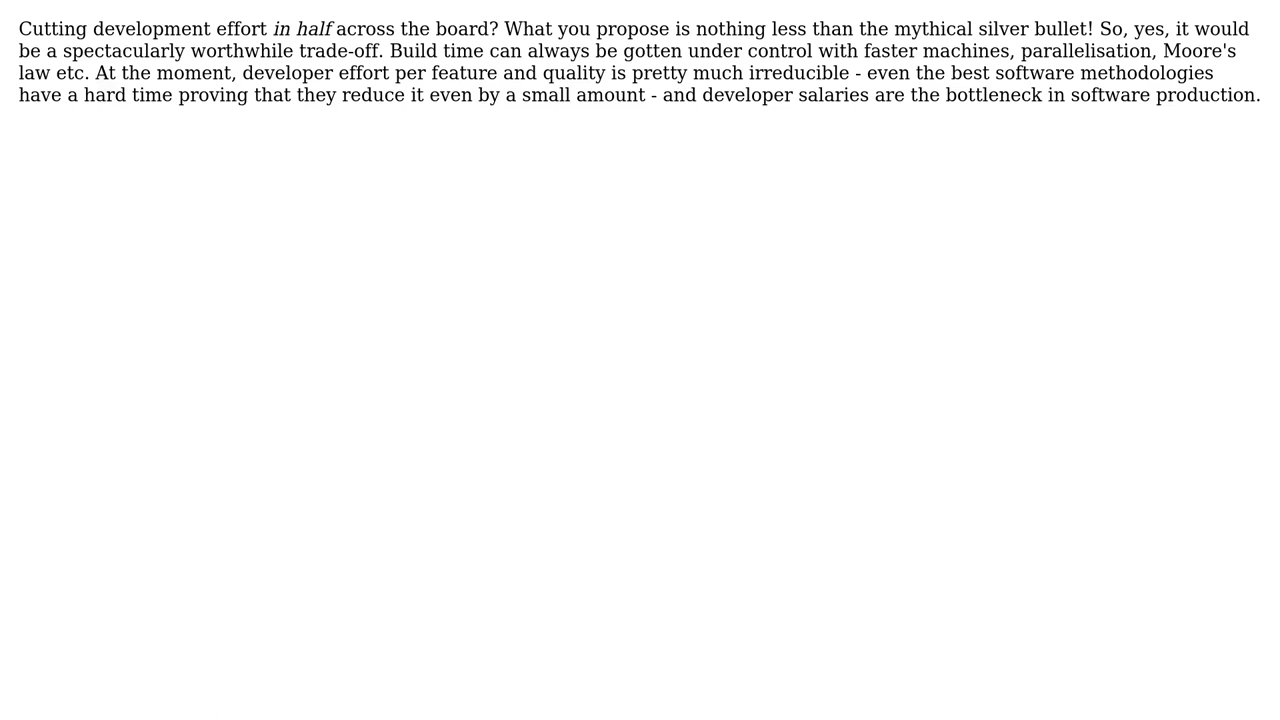 Cutting development effort in half across the board? What you propose is nothing less than the mythical silver bullet! So, yes, it would
be a spectacularly worthwhile trade-off. Build time can always be gotten under control with faster machines, parallelisation, Moore's
law etc. At the moment, developer effort per feature and quality is pretty much irreducible - even the best software methodologies
have a hard time proving that they reduce it even by a small amount - and developer salaries are the bottleneck in software production.